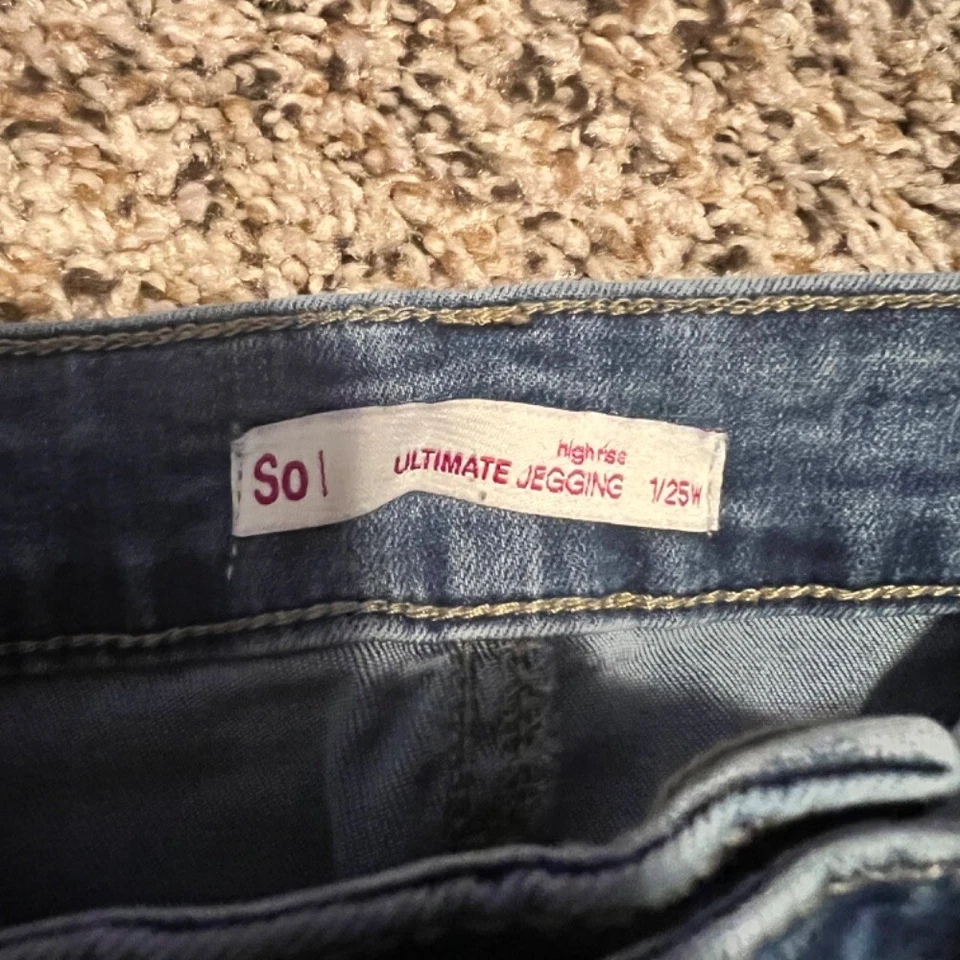 So |
high rise
ULTIMATE JEGGING 1/25W